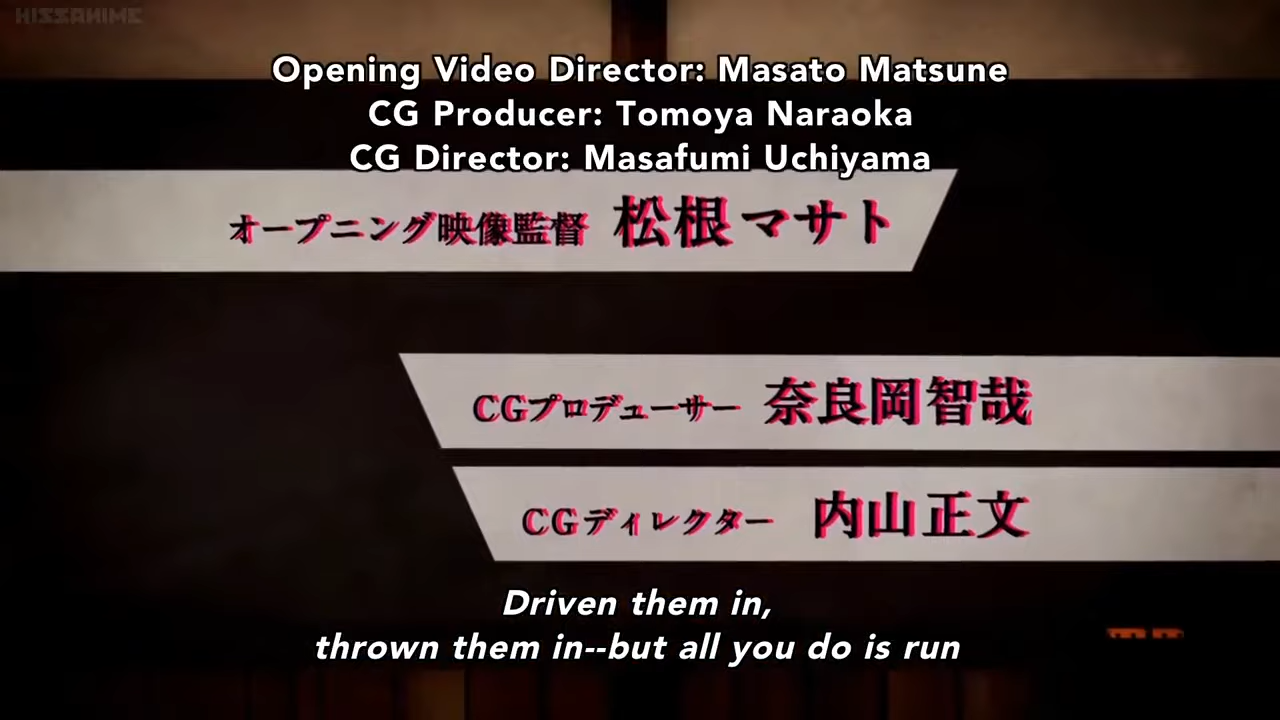 KISSANIME
Opening Video Director: Masato Matsune
CG Producer: Tomoya Naraoka
CG Director: Masafumi Uchiyama
オープニング映像監督 松根マサト
CGプロデューサー 奈良岡智哉
CGディレクター 内山正文
Driven them in,
thrown them in--but all you do is run